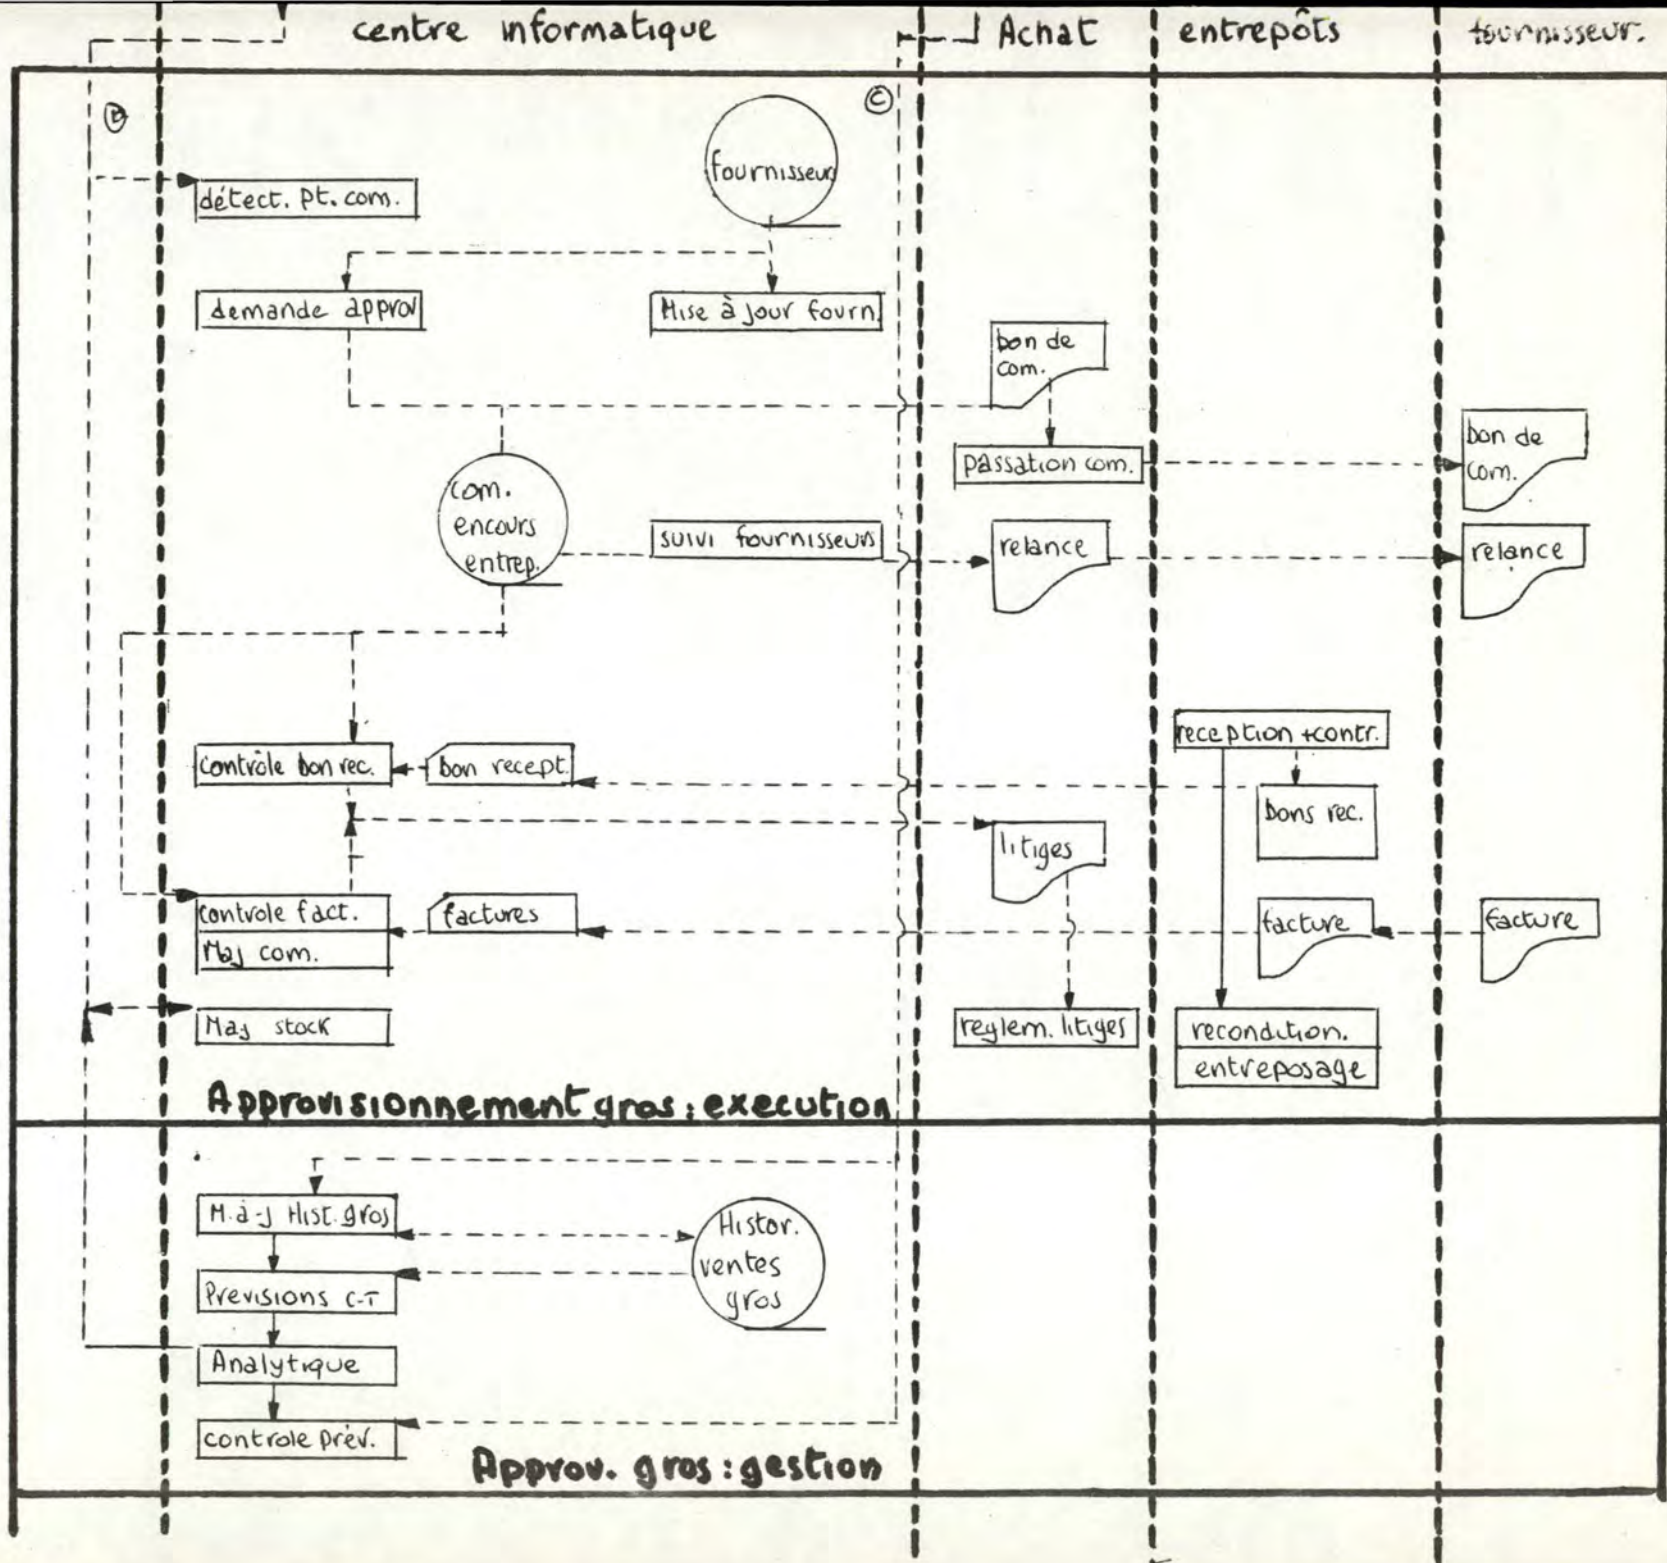 centre informatique
Achat
entrepôts
fournisseur.
D
C
fournisseur
détect. pt. com.
demande approv
Mise à jour fourn.
bon de
com.
passation com.
bon de
com.
com.
encours
entrep.
suivi fournisseurs
relance
relance
reception +contr.
contrôle bon rec.
bon recept.
bons rec.
litiges
controle fact.
Maj com.
factures
facture
facture
Maj stock
reglem. litiges
recondition.
entreposage
Approvisionnement gros : execution
M.à-j Hist. gros
Histor.
ventes
gros
Previsions C-T
Analytique
controle prév.
Approv. gros : gestion